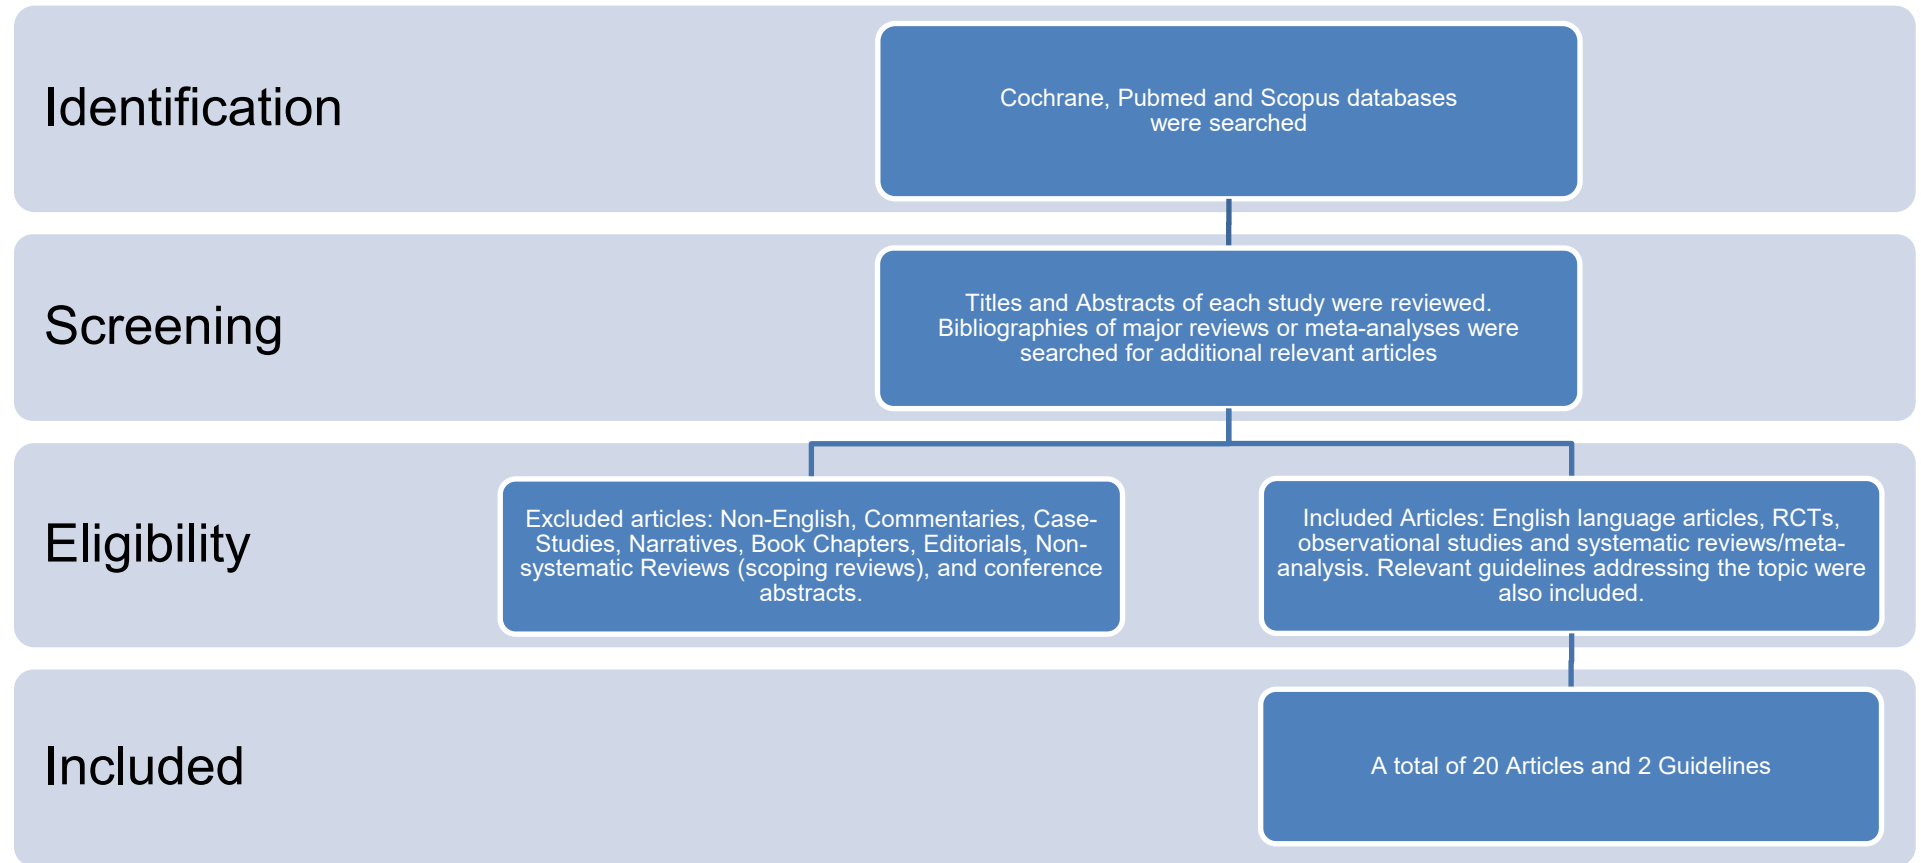 Identification
Cochrane, Pubmed and Scopus databases
were searched
Screening
Titles and Abstracts of each study were reviewed.
Bibliographies of major reviews or meta-analyses were
searched for additional relevant articles
Eligibility
Excluded articles: Non-English, Commentaries, Case-
Studies, Narratives, Book Chapters, Editorials, Non-
systematic Reviews (scoping reviews), and conference
abstracts.
Included Articles: English language articles, RCTs,
observational studies and systematic reviews/meta-
analysis. Relevant guidelines addressing the topic were
also included.
Included
A total of 20 Articles and 2 Guidelines